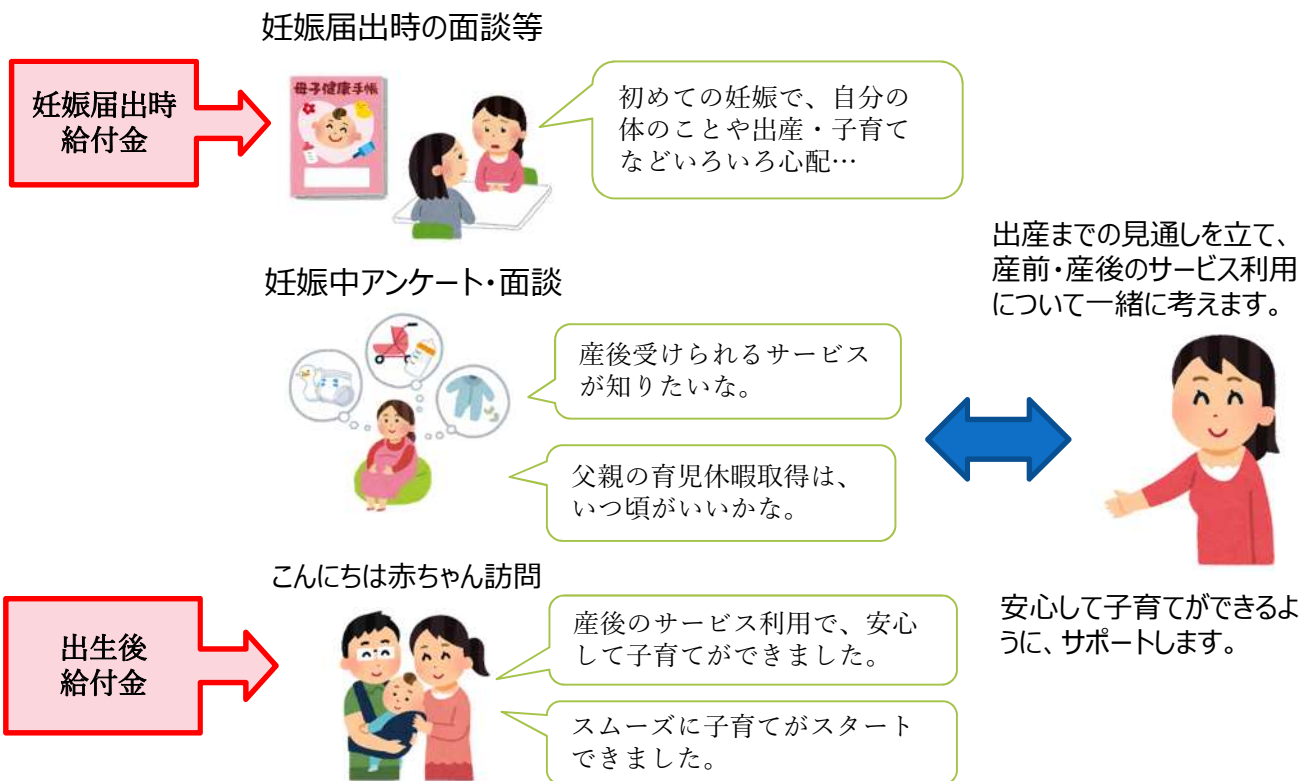 妊娠届出時の面談等
妊娠届出時
給付金
母子健康手帳
初めての妊娠で、自分の
体のことや出産・子育て
などいろいろ心配…
妊娠中アンケート・面談
産後受けられるサービス
が知りたいな。
父親の育児休暇取得は、
いつ頃がいいかな。
出産までの見通しを立て、
産前・産後のサービス利用
について一緒に考えます。
安心して子育てができるよ
うに、サポートします。
こんにちは赤ちゃん訪問
出生後
給付金
産後のサービス利用で、安心
して子育てができました。
スムーズに子育てがスタート
できました。